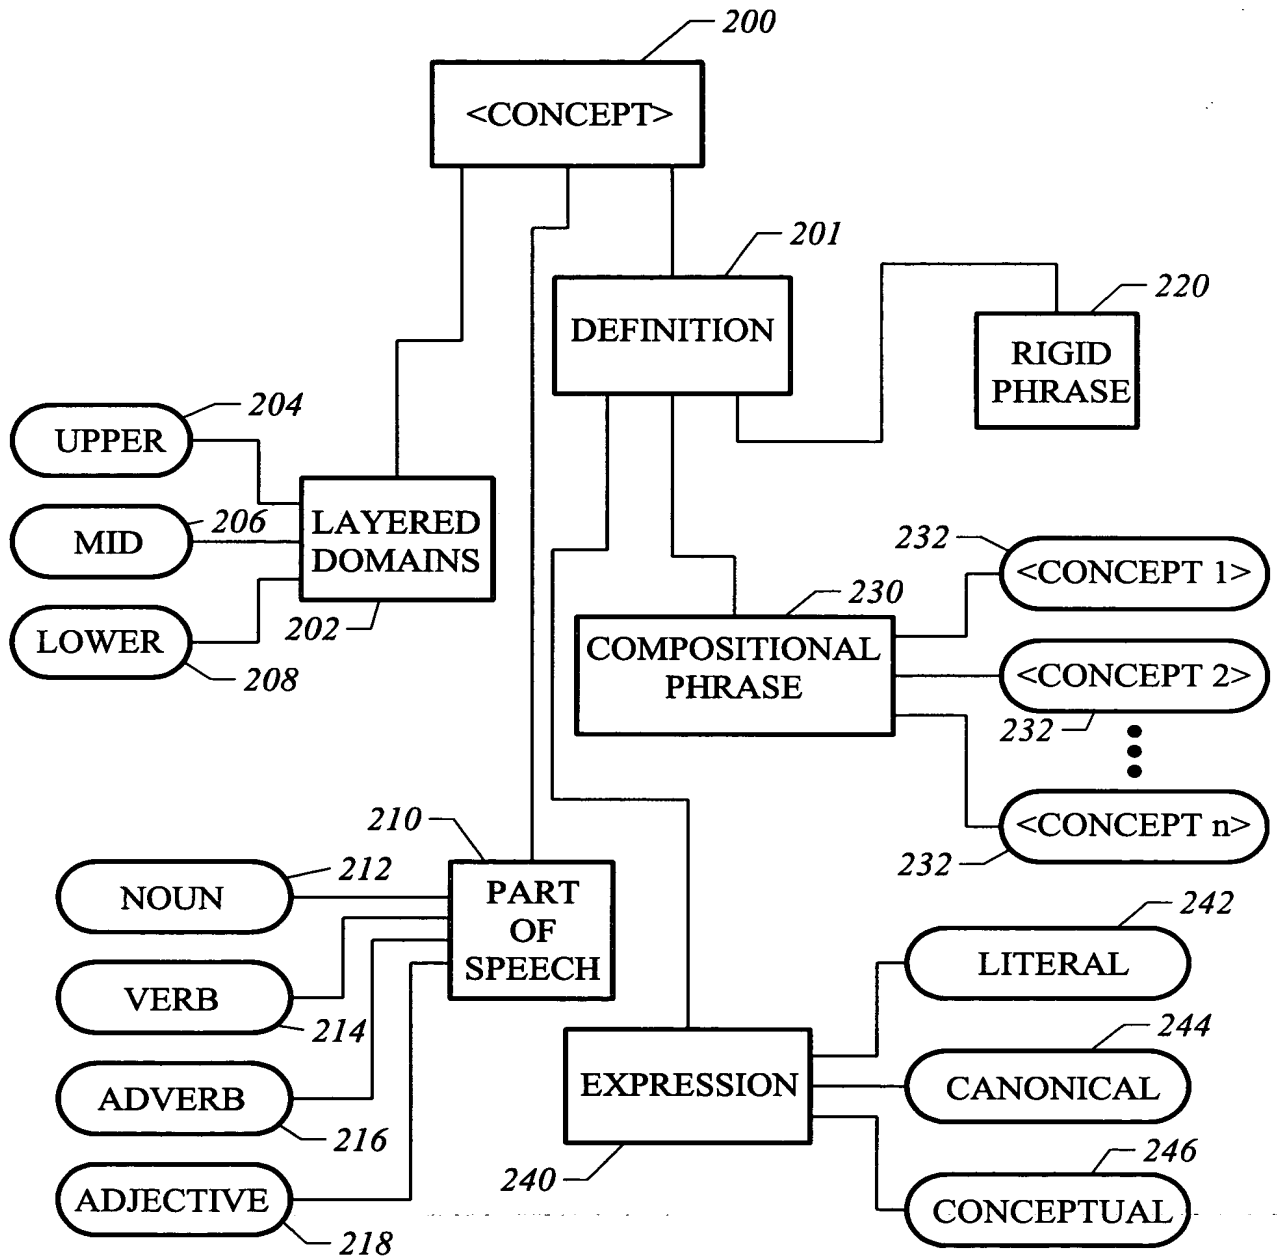 200
<CONCEPT>
201
DEFINITION
220
RIGID
PHRASE
204
UPPER
206
MID
LAYERED
DOMAINS
LOWER
202
208
232
<CONCEPT 1>
230
COMPOSITIONAL
PHRASE
<CONCEPT 2>
232
<CONCEPT n>
232
210
PART
OF
SPEECH
212
NOUN
VERB
214
ADVERB
216
ADJECTIVE
218
242
LITERAL
244
EXPRESSION
CANONICAL
240
246
CONCEPTUAL